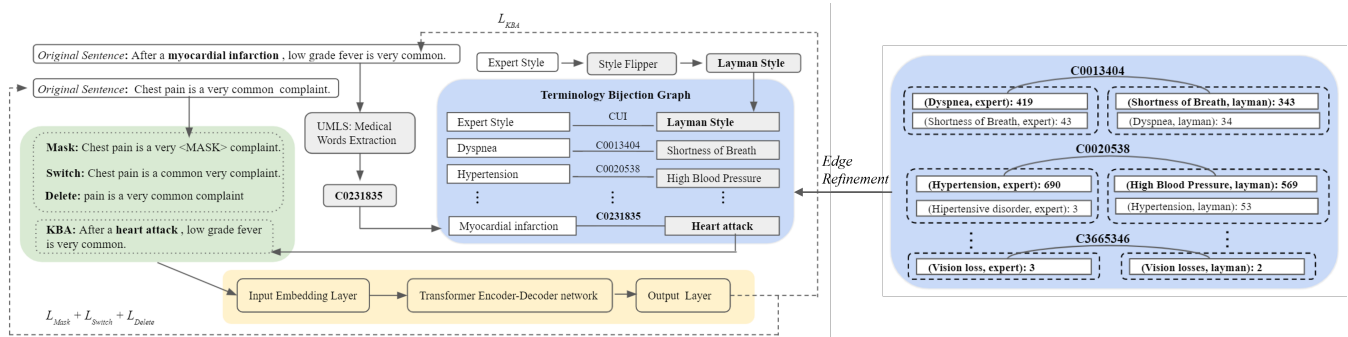 L_KBA
Original Sentence: After a myocardial infarction , low grade fever is very common.
Original Sentence: Chest pain is a very common complaint.
Expert Style
Style Flipper
Layman Style
Mask: Chest pain is a very <MASK> complaint.
Switch: Chest pain is a common very complaint.
Delete: pain is a very common complaint
KBA: After a heart attack , low grade fever
is very common.
UMLS: Medical
Words Extraction
C0231835
Terminology Bijection Graph
Expert Style CUI Layman Style
Dyspnea C0013404 Shortness of Breath
Hypertension C0020538 High Blood Pressure
Myocardial infarction C0231835 Heart attack
Input Embedding Layer
Transformer Encoder-Decoder network
Output Layer
L_Mask + L_Switch + L_Delete
Edge
Refinement
C0013404
(Dyspnea, expert): 419
(Shortness of Breath, expert): 43
(Shortness of Breath, layman): 343
(Dyspnea, layman): 34
C0020538
(Hypertension, expert): 690
(Hipertensive disorder, expert): 3
(High Blood Pressure, layman): 569
(Hypertension, layman): 53
C3665346
(Vision loss, expert): 3
(Vision losses, layman): 2